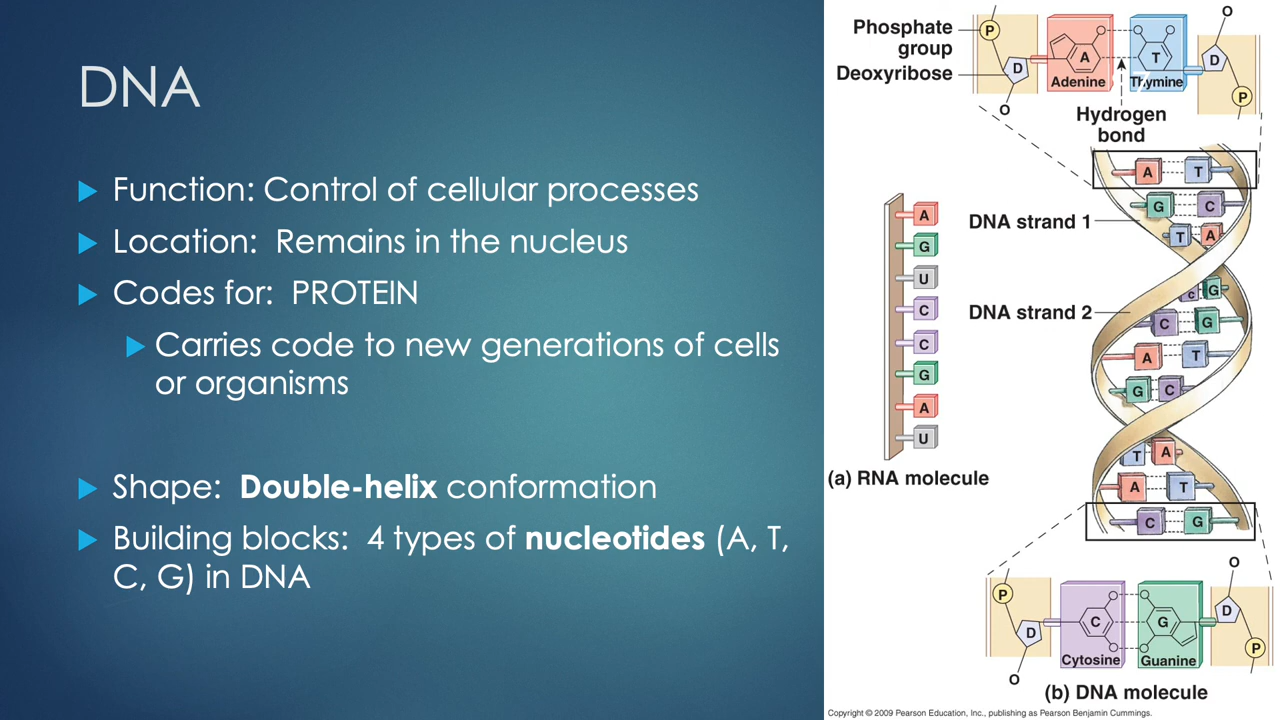 DNA
Function: Control of cellular processes
Location: Remains in the nucleus
Codes for: PROTEIN
Carries code to new generations of cells
or organisms
Shape: Double-helix conformation
Building blocks: 4 types of nucleotides (A, T,
C, G) in DNA
Phosphate
group
Deoxyribose
P
D
O
A
Adenine
T
Thymine
O
D
P
Hydrogen
bond
DNA strand 1
DNA strand 2
A T
G C
T A
C G
C G
A T
G C
T A
A T
C G
A
G
U
C
C
G
A
U
(a) RNA molecule
P
D
O
C
Cytosine
G
Guanine
O
D
P
(b) DNA molecule
Copyright © 2009 Pearson Education, Inc., publishing as Pearson Benjamin Cummings.